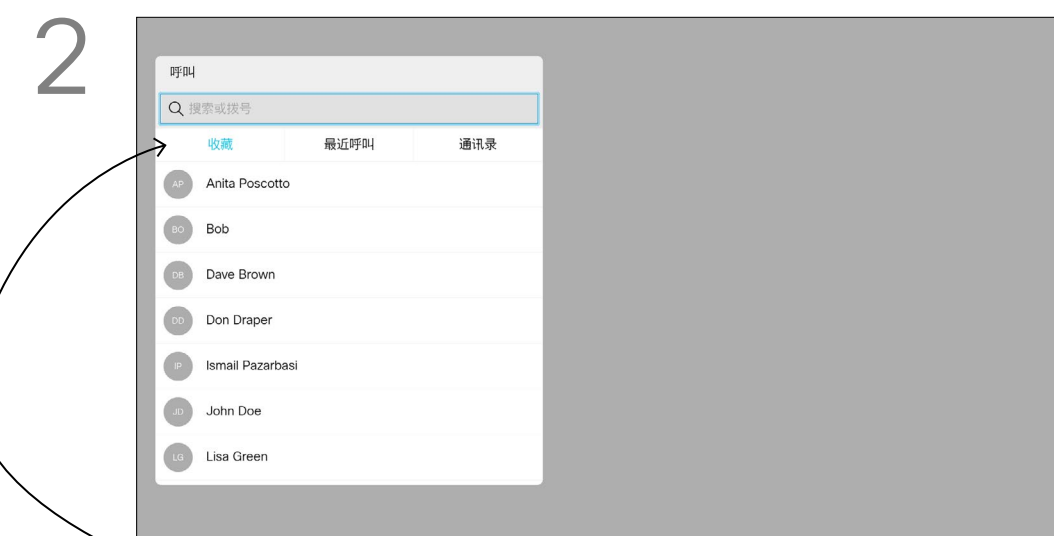 2
呼叫
搜索或拨号
收藏 最近呼叫 通讯录
AP Anita Poscotto
BO Bob
DB Dave Brown
DD Don Draper
IP Ismail Pazarbasi
JD John Doe
LG Lisa Green